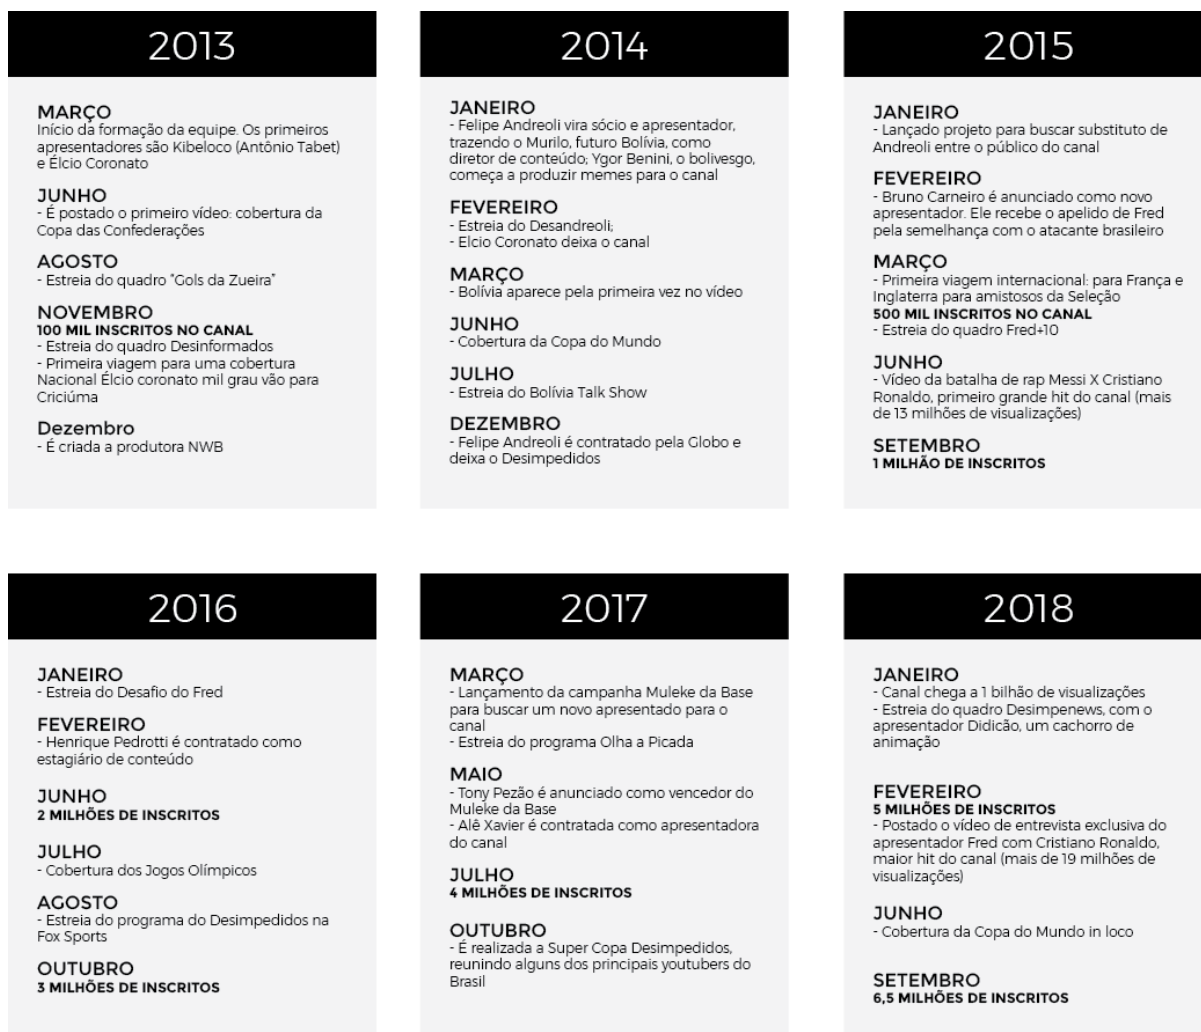 2013
MARÇO
Início da formação da equipe. Os primeiros
apresentadores são Kibeloco (Antônio Tabet)
e Élcio Coronato
JUNHO
- É postado o primeiro vídeo: cobertura da
Copa das Confederações
AGOSTO
- Estreia do quadro "Gols da Zueira"
NOVEMBRO
100 MIL INSCRITOS NO CANAL
- Estreia do quadro Desinformados
- Primeira viagem para uma cobertura
Nacional Élcio coronato mil grau vão para
Criciúma
Dezembro
- É criada a produtora NWB
2014
JANEIRO
- Felipe Andreoli vira sócio e apresentador,
trazendo o Murilo, futuro Bolívia, como
diretor de conteúdo; Ygor Benini, o bolivesgo,
começa a produzir memes para o canal
FEVEREIRO
- Estreia do Desandreoli;
- Elcio Coronato deixa o canal
MARÇO
- Bolívia aparece pela primeira vez no vídeo
JUNHO
- Cobertura da Copa do Mundo
JULHO
- Estreia do Bolívia Talk Show
DEZEMBRO
- Felipe Andreoli é contratado pela Globo e
deixa o Desimpedidos
2015
JANEIRO
- Lançado projeto para buscar substituto de
Andreoli entre o público do canal
FEVEREIRO
- Bruno Carneiro é anunciado como novo
apresentador. Ele recebe o apelido de Fred
pela semelhança com o atacante brasileiro
MARÇO
- Primeira viagem internacional: para França e
Inglaterra para amistosos da Seleção
500 MIL INSCRITOS NO CANAL
- Estreia do quadro Fred+10
JUNHO
- Vídeo da batalha de rap Messi X Cristiano
Ronaldo, primeiro grande hit do canal (mais
de 13 milhões de visualizações)
SETEMBRO
1 MILHÃO DE INSCRITOS
2016
JANEIRO
- Estreia do Desafio do Fred
FEVEREIRO
- Henrique Pedrotti é contratado como
estagiário de conteúdo
JUNHO
2 MILHÕES DE INSCRITOS
JULHO
- Cobertura dos Jogos Olímpicos
AGOSTO
- Estreia do programa do Desimpedidos na
Fox Sports
OUTUBRO
3 MILHÕES DE INSCRITOS
2017
MARÇO
- Lançamento da campanha Muleke da Base
para buscar um novo apresentado para o
canal
- Estreia do programa Olha a Picada
MAIO
- Tony Pezão é anunciado como vencedor do
Muleke da Base
- Alê Xavier é contratada como apresentadora
do canal
JULHO
4 MILHÕES DE INSCRITOS
OUTUBRO
- É realizada a Super Copa Desimpedidos,
reunindo alguns dos principais youtubers do
Brasil
2018
JANEIRO
- Canal chega a 1 bilhão de visualizações
- Estreia do quadro Desimpenews, com o
apresentador Didicão, um cachorro de
animação
FEVEREIRO
5 MILHÕES DE INSCRITOS
- Postado o vídeo de entrevista exclusiva do
apresentador Fred com Cristiano Ronaldo,
maior hit do canal (mais de 19 milhões de
visualizações)
JUNHO
- Cobertura da Copa do Mundo in loco
SETEMBRO
6,5 MILHÕES DE INSCRITOS